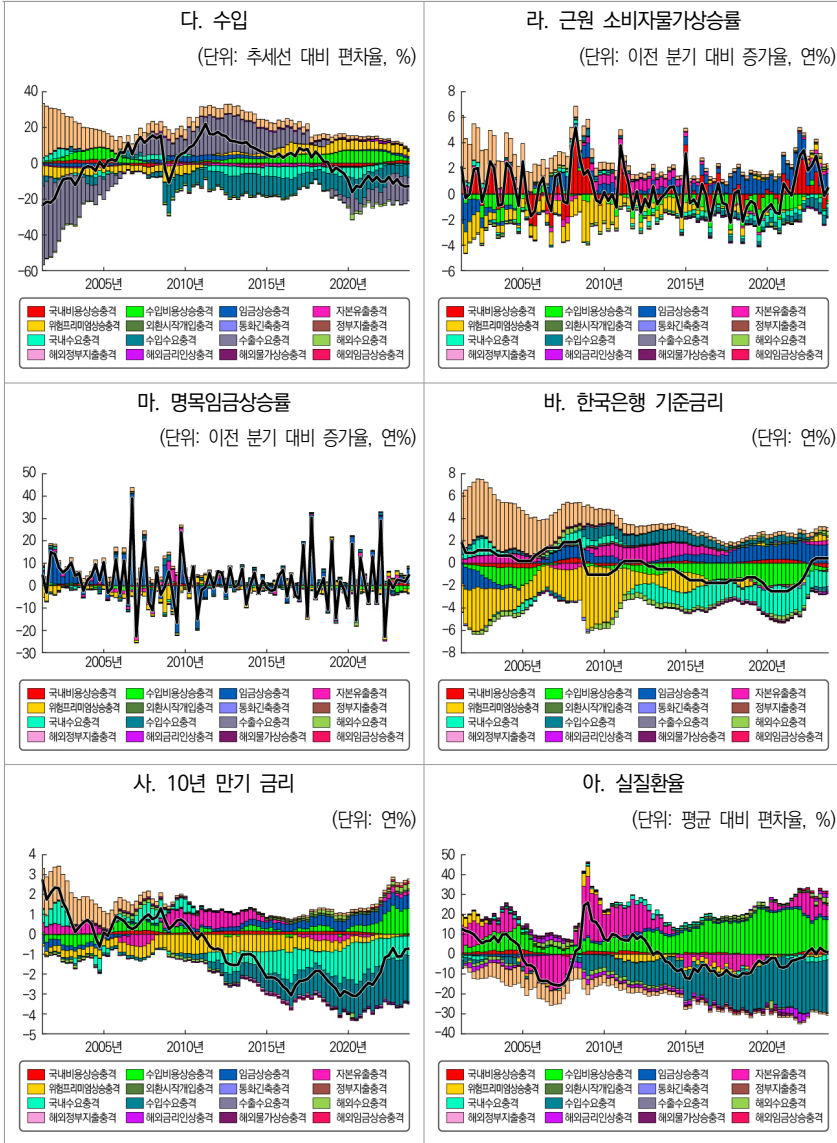 다. 수입
(단위: 추세선 대비 편차율, %)
40
20
0
-20
-40
-60
2005년 2010년 2015년 2020년
국내비용상승충격 수입비용상승충격 임금상승충격 자본유출충격
위험프리미엄상승충격 외환시작개입충격 통화긴축충격 정부지출충격
국내수요충격 수입수요충격 수출수요충격 해외수요충격
해외정부지출충격 해외금리인상충격 해외물가상승충격 해외임금상승충격
라. 근원 소비자물가상승률
(단위: 이전 분기 대비 증가율, 연%)
8
6
4
2
0
-2
-4
-6
2005년 2010년 2015년 2020년
국내비용상승충격 수입비용상승충격 임금상승충격 자본유출충격
위험프리미엄상승충격 외환시작개입충격 통화긴축충격 정부지출충격
국내수요충격 수입수요충격 수출수요충격 해외수요충격
해외정부지출충격 해외금리인상충격 해외물가상승충격 해외임금상승충격
마. 명목임금상승률
(단위: 이전 분기 대비 증가율, 연%)
50
40
30
20
10
0
-10
-20
-30
2005년 2010년 2015년 2020년
국내비용상승충격 수입비용상승충격 임금상승충격 자본유출충격
위험프리미엄상승충격 외환시작개입충격 통화긴축충격 정부지출충격
국내수요충격 수입수요충격 수출수요충격 해외수요충격
해외정부지출충격 해외금리인상충격 해외물가상승충격 해외임금상승충격
바. 한국은행 기준금리
(단위: 연%)
8
6
4
2
0
-2
-4
-6
-8
2005년 2010년 2015년 2020년
국내비용상승충격 수입비용상승충격 임금상승충격 자본유출충격
위험프리미엄상승충격 외환시작개입충격 통화긴축충격 정부지출충격
국내수요충격 수입수요충격 수출수요충격 해외수요충격
해외정부지출충격 해외금리인상충격 해외물가상승충격 해외임금상승충격
사. 10년 만기 금리
(단위: 연%)
4
3
2
1
0
-1
-2
-3
-4
-5
2005년 2010년 2015년 2020년
국내비용상승충격 수입비용상승충격 임금상승충격 자본유출충격
위험프리미엄상승충격 외환시작개입충격 통화긴축충격 정부지출충격
국내수요충격 수입수요충격 수출수요충격 해외수요충격
해외정부지출충격 해외금리인상충격 해외물가상승충격 해외임금상승충격
아. 실질환율
(단위: 평균 대비 편차율, %)
50
40
30
20
10
0
-10
-20
-30
-40
2005년 2010년 2015년 2020년
국내비용상승충격 수입비용상승충격 임금상승충격 자본유출충격
위험프리미엄상승충격 외환시작개입충격 통화긴축충격 정부지출충격
국내수요충격 수입수요충격 수출수요충격 해외수요충격
해외정부지출충격 해외금리인상충격 해외물가상승충격 해외임금상승충격